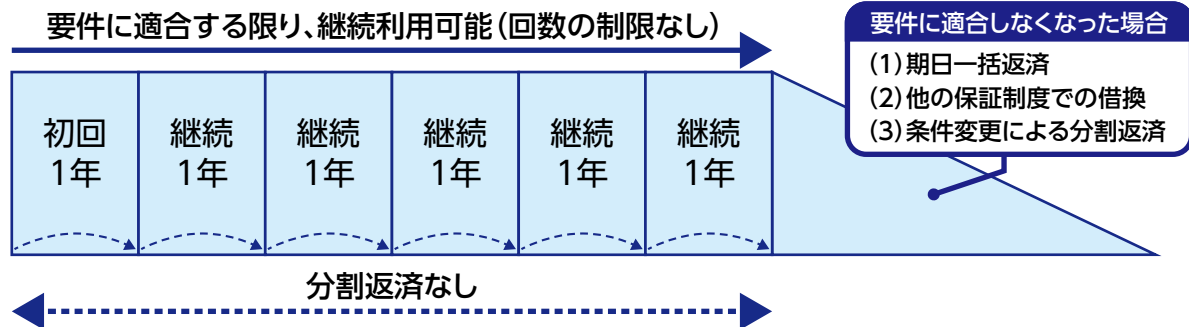 要件に適合する限り、継続利用可能（回数の制限なし）
要件に適合しなくなった場合
（1）期日一括返済
（2）他の保証制度での借換
（3）条件変更による分割返済
初回
1年
継続
1年
継続
1年
継続
1年
継続
1年
継続
1年
分割返済なし